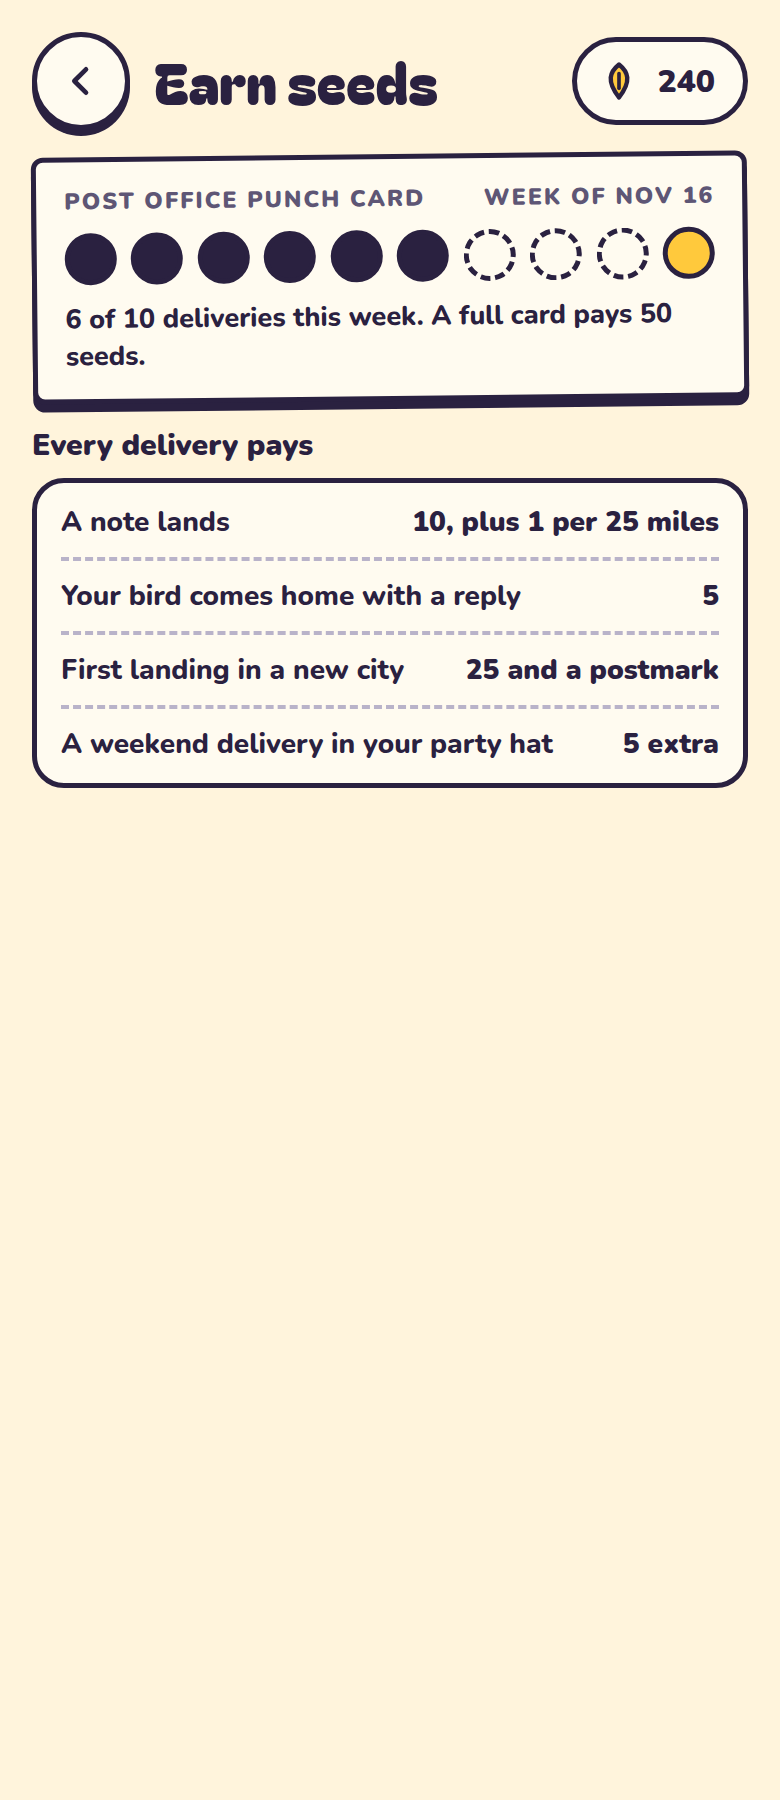 Earn seeds
240
POST OFFICE PUNCH CARD WEEK OF NOV 16
6 of 10 deliveries this week. A full card pays 50
seeds.
Every delivery pays
A note lands 10, plus 1 per 25 miles
Your bird comes home with a reply 5
First landing in a new city 25 and a postmark
A weekend delivery in your party hat 5 extra